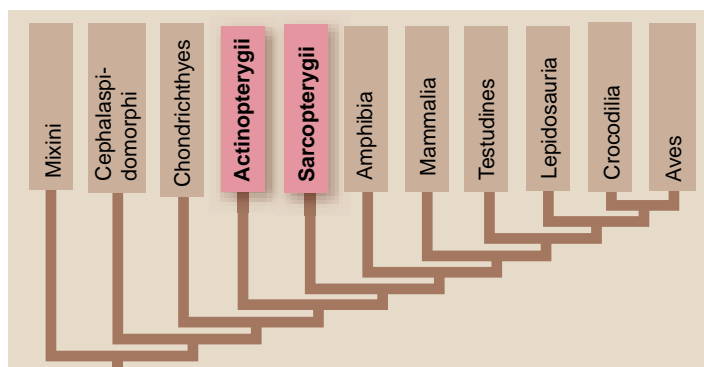 Mixini
Cephalaspi-
domorphi
Chondrichthyes
Actinopterygii
Sarcopterygii
Amphibia
Mammalia
Testudines
Lepidosauria
Crocodilia
Aves